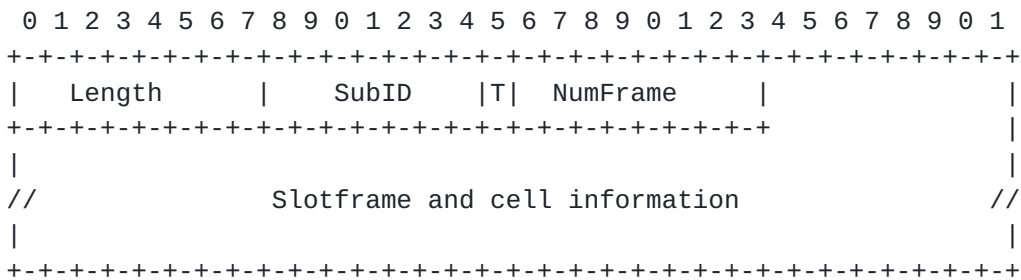 0 1 2 3 4 5 6 7 8 9 0 1 2 3 4 5 6 7 8 9 0 1 2 3 4 5 6 7 8 9 0 1
+-+-+-+-+-+-+-+-+-+-+-+-+-+-+-+-+-+-+-+-+-+-+-+-+-+-+-+-+-+-+-+-+
|   Length      |    SubID    |T|  NumFrame     |               |
+-+-+-+-+-+-+-+-+-+-+-+-+-+-+-+-+-+-+-+-+-+-+-+-+               |
|                                                               |
//               Slotframe and cell information                //
|                                                               |
+-+-+-+-+-+-+-+-+-+-+-+-+-+-+-+-+-+-+-+-+-+-+-+-+-+-+-+-+-+-+-+-+